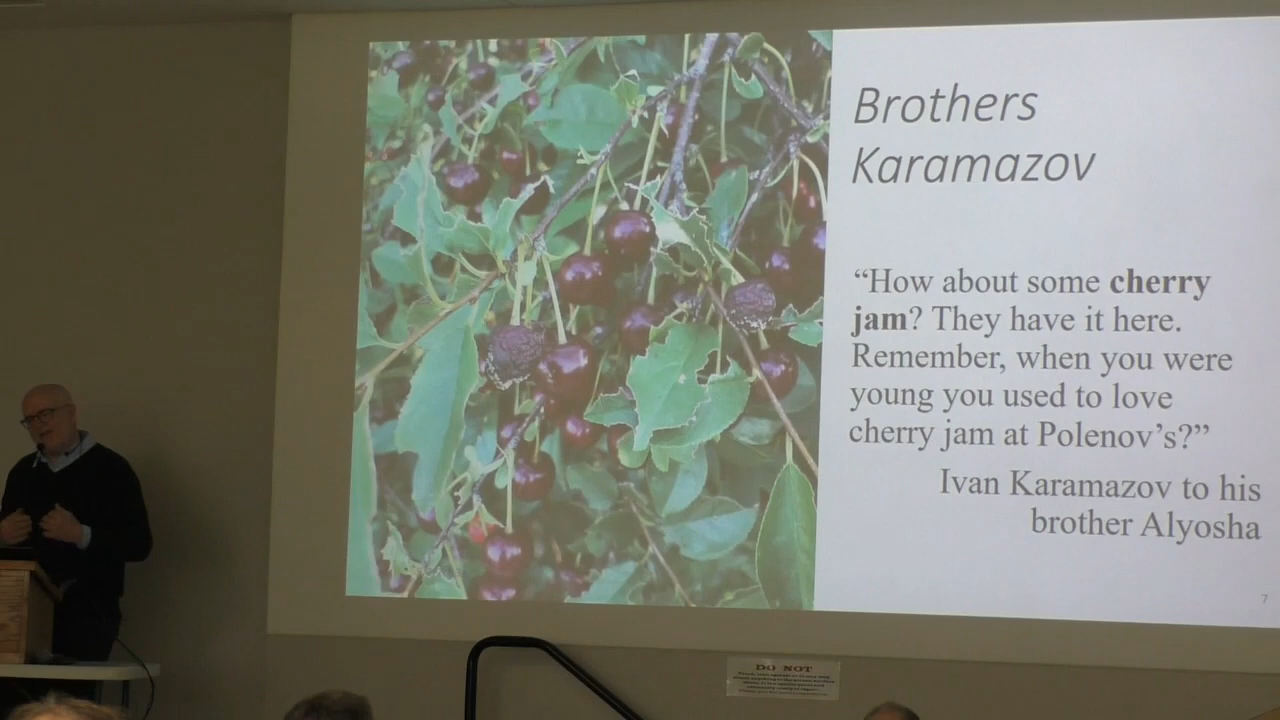 Brothers
Karamazov
“How about some cherry
jam? They have it here.
Remember, when you were
young you used to love
cherry jam at Polenov’s?”
Ivan Karamazov to his
brother Alyosha
7
DO NOT